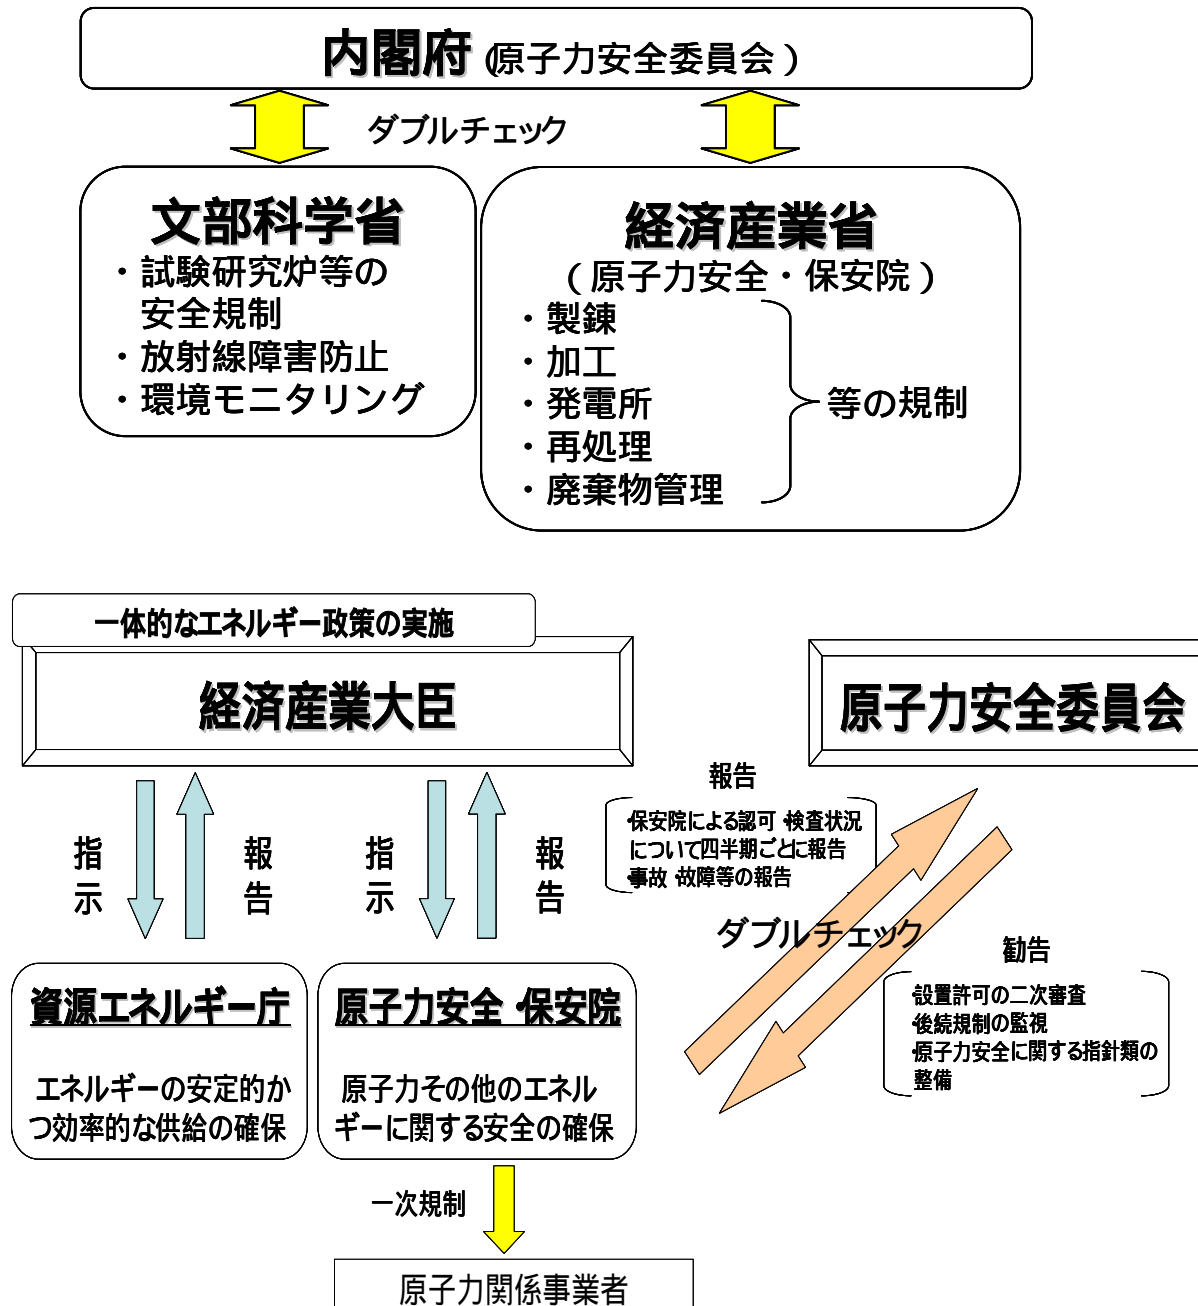 内閣府(原子力安全委員会)
ダブルチェック
文部科学省
・試験研究炉等の
安全規制
・放射線障害防止
・環境モニタリング
経済産業省
(原子力安全・保安院)
・製錬
・加工
・発電所
・再処理
・廃棄物管理
等の規制
一体的なエネルギー政策の実施
経済産業大臣
原子力安全委員会
指示
報告
指示
報告
報告
・保安院による認可・検査状況
について四半期ごとに報告
・事故・故障等の報告
ダブルチェック
勧告
・設置許可の二次審査
・後続規制の監視
・原子力安全に関する指針類の
整備
資源エネルギー庁
エネルギーの安定的か
つ効率的な供給の確保
原子力安全・保安院
原子力その他のエネル
ギーに関する安全の確保
一次規制
原子力関係事業者